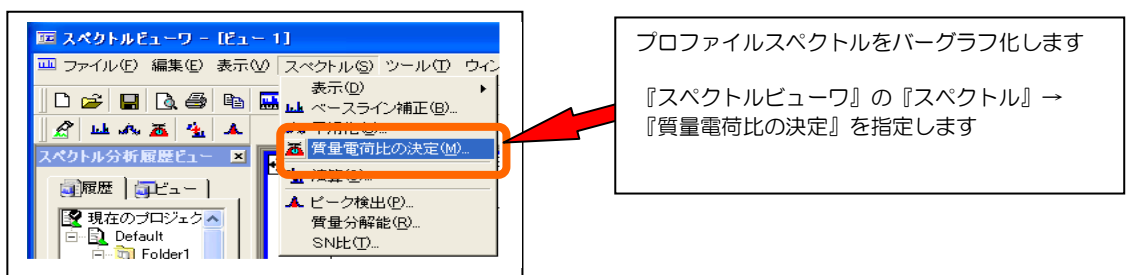 スペクトルビューワ - [ビュー 1]
ファイル(F) 編集(E) 表示(V) スペクトル(S) ツール(T) ウィン
表示(D)
ベースライン補正(B)...
質量電荷比の決定(M)...
ピーク検出(P)...
質量分解能(R)...
SN比(T)...
スペクトル分析履歴ビュー
履歴 ビュー
現在のプロジェク
Default
Folder1
プロファイルスペクトルをバーグラフ化します
『スペクトルビューワ』の『スペクトル』→
『質量電荷比の決定』を指定します